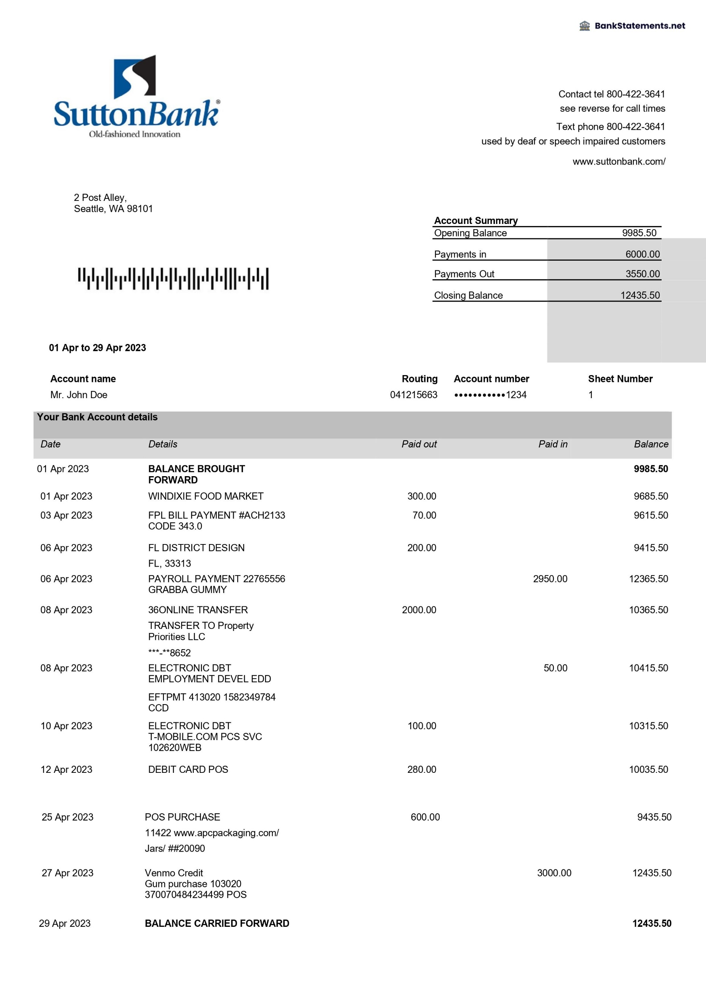 BankStatements.net
SuttonBank®
Old-fashioned Innovation
Contact tel 800-422-3641
see reverse for call times
Text phone 800-422-3641
used by deaf or speech impaired customers
www.suttonbank.com/
2 Post Alley,
Seattle, WA 98101
Account Summary
Opening Balance 9985.50
Payments in 6000.00
Payments Out 3550.00
Closing Balance 12435.50
01 Apr to 29 Apr 2023
Account name Routing Account number Sheet Number
Mr. John Doe 041215663 •••••••••••1234 1
Your Bank Account details
Date Details Paid out Paid in Balance
01 Apr 2023 BALANCE BROUGHT 9985.50
FORWARD
01 Apr 2023 WINDIXIE FOOD MARKET 300.00 9685.50
03 Apr 2023 FPL BILL PAYMENT #ACH2133 70.00 9615.50
CODE 343.0
06 Apr 2023 FL DISTRICT DESIGN 200.00 9415.50
FL, 33313
06 Apr 2023 PAYROLL PAYMENT 22765556 2950.00 12365.50
GRABBA GUMMY
08 Apr 2023 36ONLINE TRANSFER 2000.00 10365.50
TRANSFER TO Property
Priorities LLC
***-**8652
08 Apr 2023 ELECTRONIC DBT 50.00 10415.50
EMPLOYMENT DEVEL EDD
EFTPMT 413020 1582349784
CCD
10 Apr 2023 ELECTRONIC DBT 100.00 10315.50
T-MOBILE.COM PCS SVC
102620WEB
12 Apr 2023 DEBIT CARD POS 280.00 10035.50
25 Apr 2023 POS PURCHASE 600.00 9435.50
11422 www.apcpackaging.com/
Jars/ ##20090
27 Apr 2023 Venmo Credit 3000.00 12435.50
Gum purchase 103020
370070484234499 POS
29 Apr 2023 BALANCE CARRIED FORWARD 12435.50